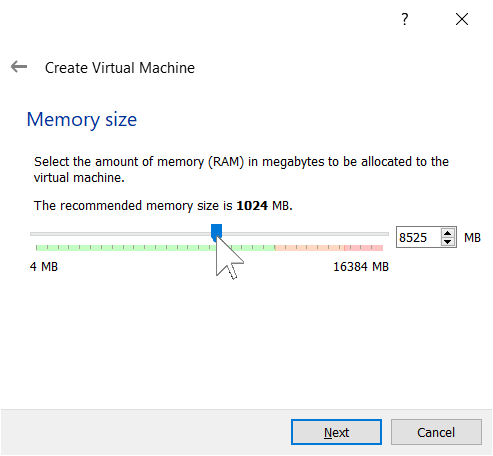 ?
Create Virtual Machine
Memory size
Select the amount of memory (RAM) in megabytes to be allocated to the
virtual machine.
The recommended memory size is 1024 MB.
8525 MB
4 MB 16384 MB
Next Cancel